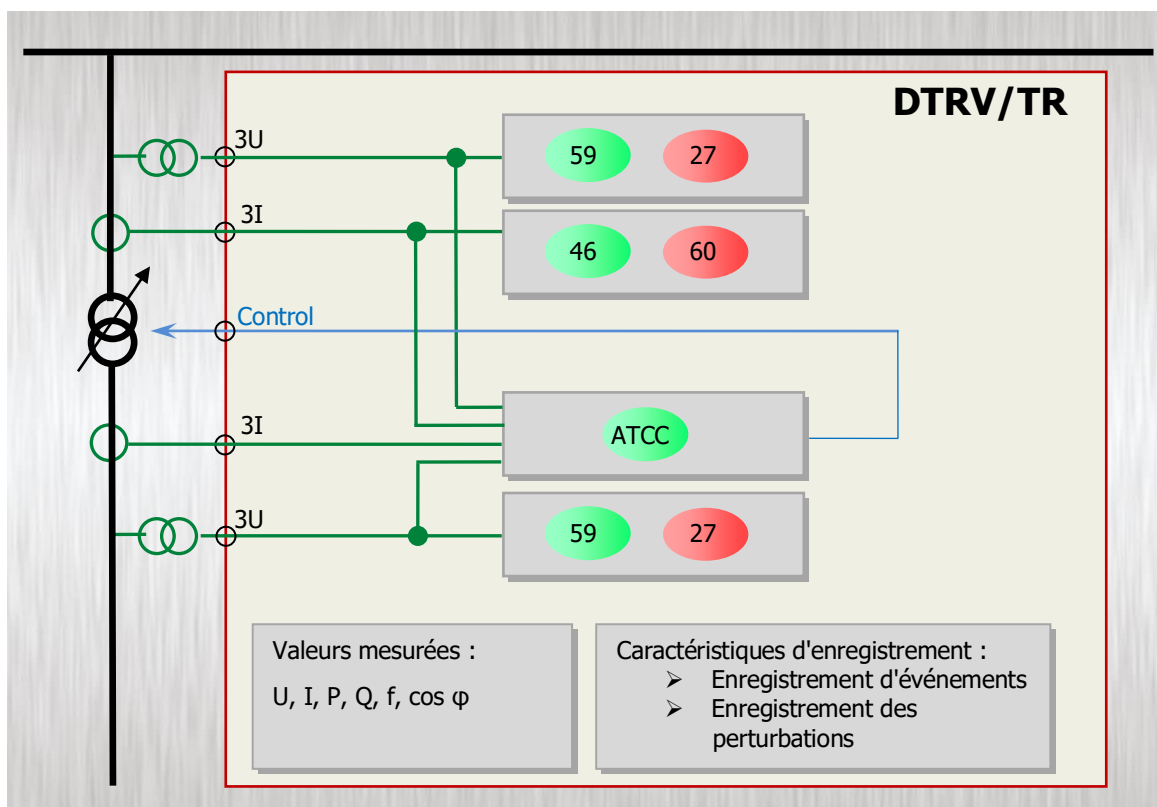 DTRV/TR
3U
59 27
3I
46 60
Control
3I
ATCC
3U
59 27
Valeurs mesurées :
U, I, P, Q, f, cos φ
Caractéristiques d'enregistrement :
➢ Enregistrement d'événements
➢ Enregistrement des
perturbations